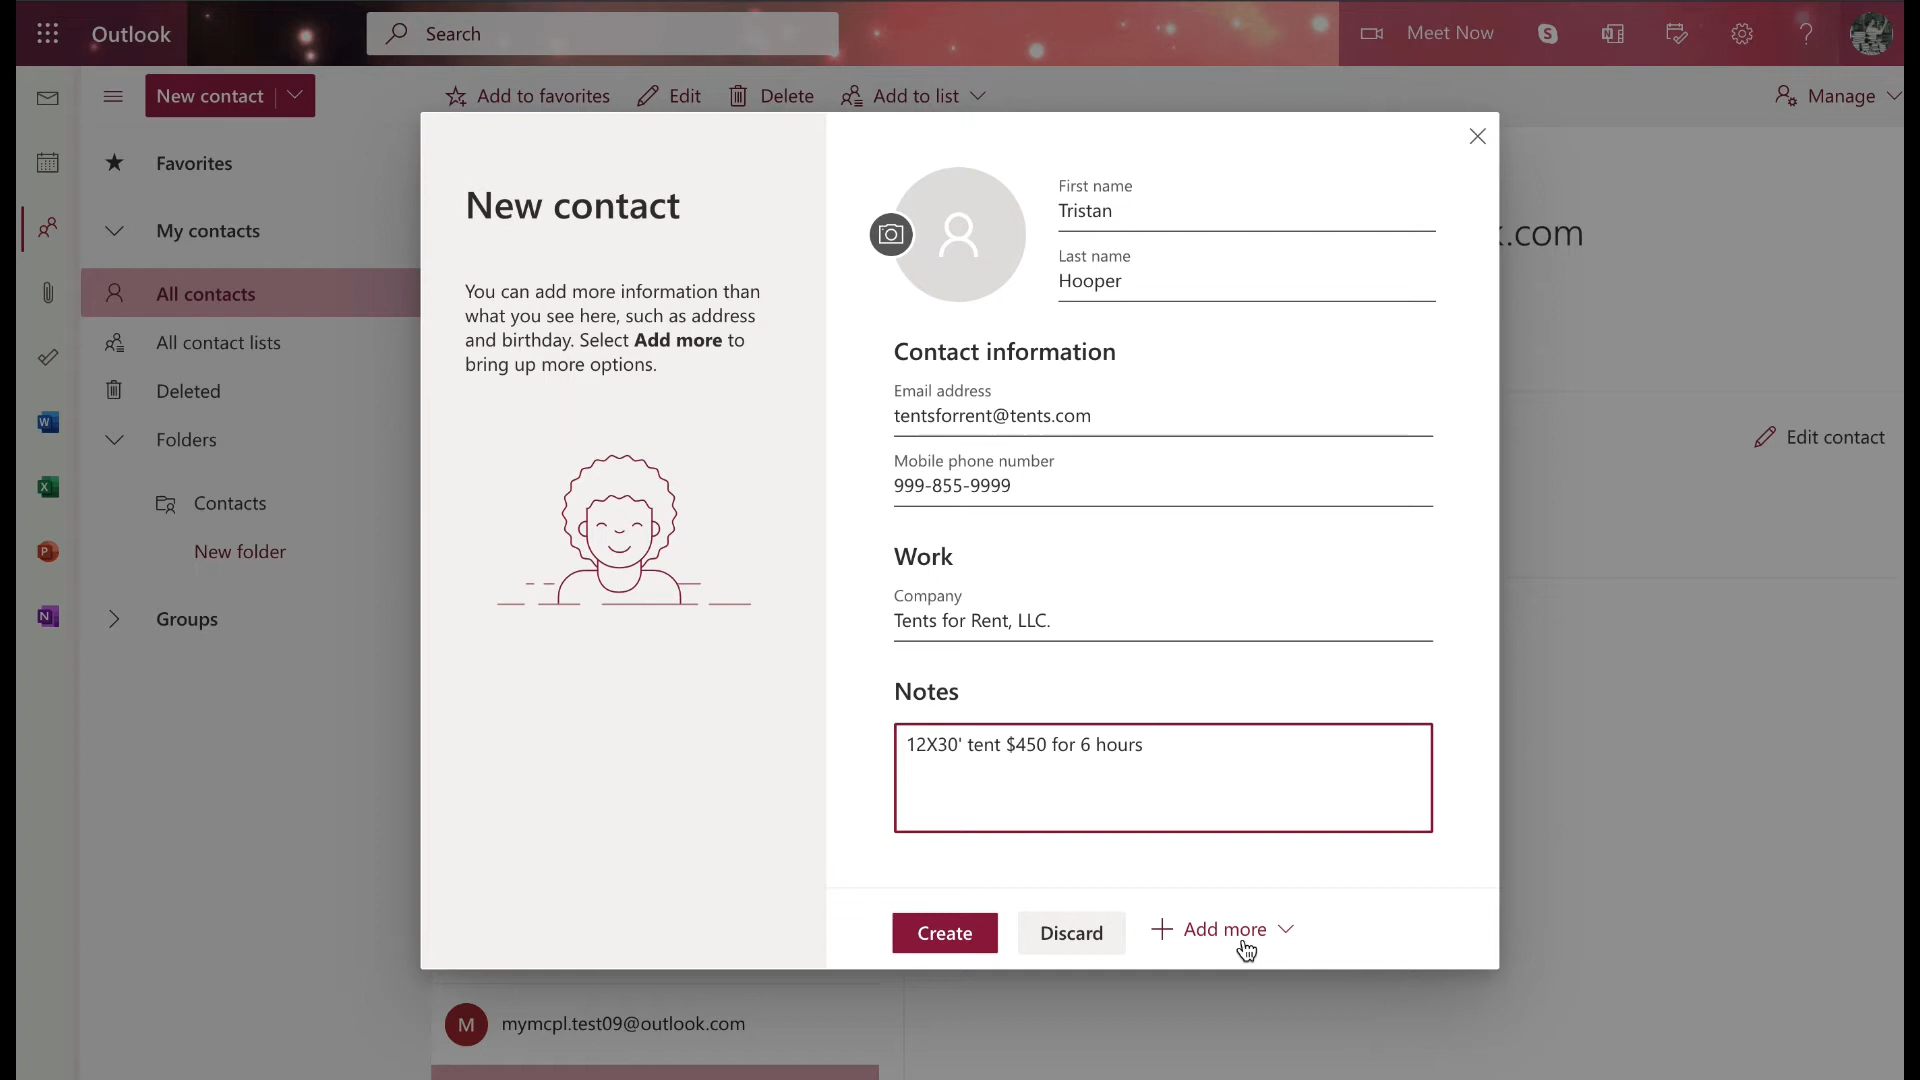 Outlook
Search
Meet Now
New contact
Add to favorites
Edit
Delete
Add to list
Manage
Favorites
My contacts
All contacts
All contact lists
Deleted
Folders
Contacts
New folder
Groups
New contact
You can add more information than
what you see here, such as address
and birthday. Select Add more to
bring up more options.
First name
Tristan
Last name
Hooper
Contact information
Email address
tentsforrent@tents.com
Mobile phone number
999-855-9999
Work
Company
Tents for Rent, LLC.
Notes
12X30' tent $450 for 6 hours
Create
Discard
Add more
.com
Edit contact
M
mymcpl.test09@outlook.com